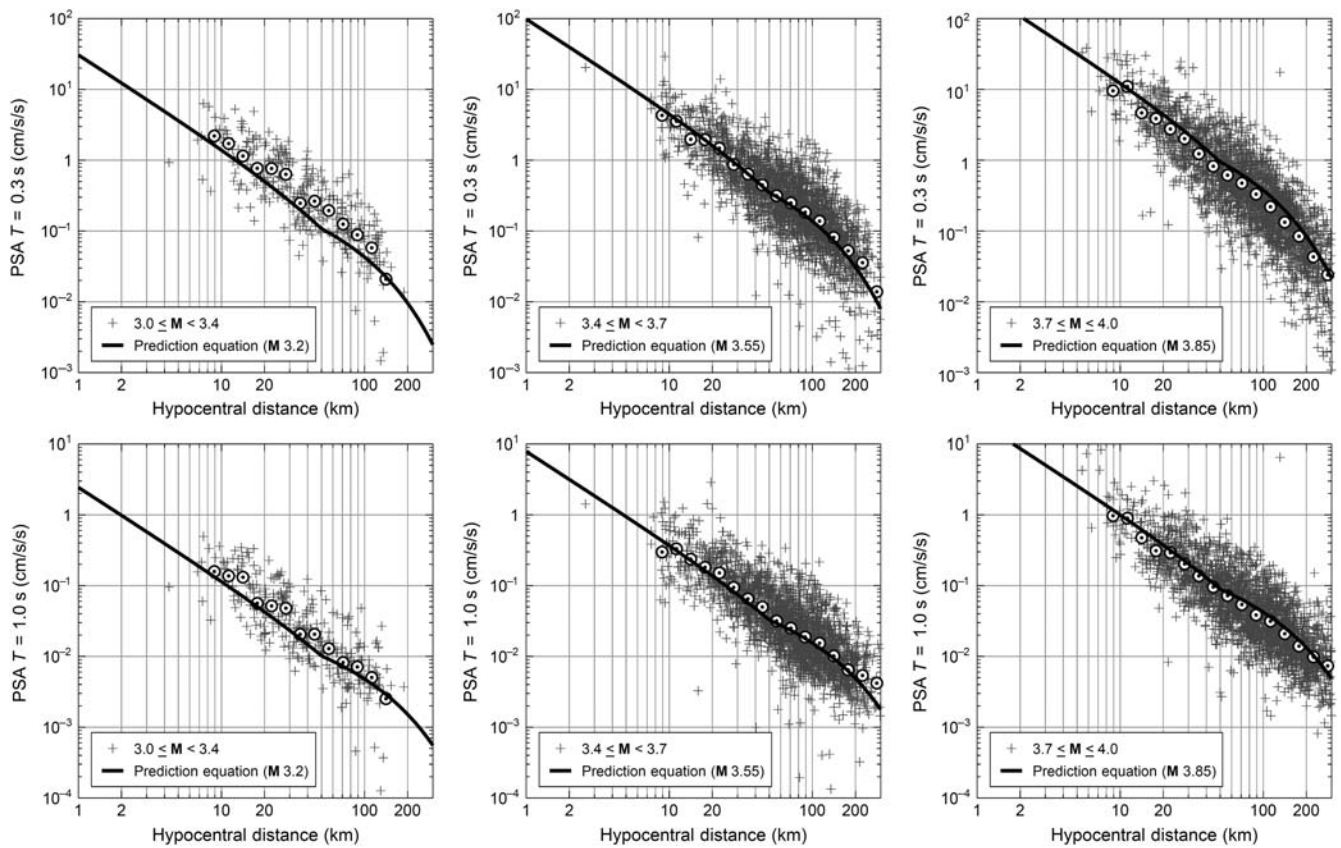 10²
10¹
1
10⁻¹
10⁻²
10⁻³
PSA T = 0.3 s (cm/s/s)
3.0 ≤ M < 3.4
Prediction equation (M 3.2)
1 2 10 20 100 200
Hypocentral distance (km)
10²
10¹
1
10⁻¹
10⁻²
10⁻³
PSA T = 0.3 s (cm/s/s)
3.4 ≤ M < 3.7
Prediction equation (M 3.55)
1 2 10 20 100 200
Hypocentral distance (km)
10²
10¹
1
10⁻¹
10⁻²
10⁻³
PSA T = 0.3 s (cm/s/s)
3.7 ≤ M ≤ 4.0
Prediction equation (M 3.85)
1 2 10 20 100 200
Hypocentral distance (km)
10¹
1
10⁻¹
10⁻²
10⁻³
10⁻⁴
PSA T = 1.0 s (cm/s/s)
3.0 ≤ M < 3.4
Prediction equation (M 3.2)
1 2 10 20 100 200
Hypocentral distance (km)
10¹
1
10⁻¹
10⁻²
10⁻³
10⁻⁴
PSA T = 1.0 s (cm/s/s)
3.4 ≤ M < 3.7
Prediction equation (M 3.55)
1 2 10 20 100 200
Hypocentral distance (km)
10¹
1
10⁻¹
10⁻²
10⁻³
10⁻⁴
PSA T = 1.0 s (cm/s/s)
3.7 ≤ M ≤ 4.0
Prediction equation (M 3.85)
1 2 10 20 100 200
Hypocentral distance (km)